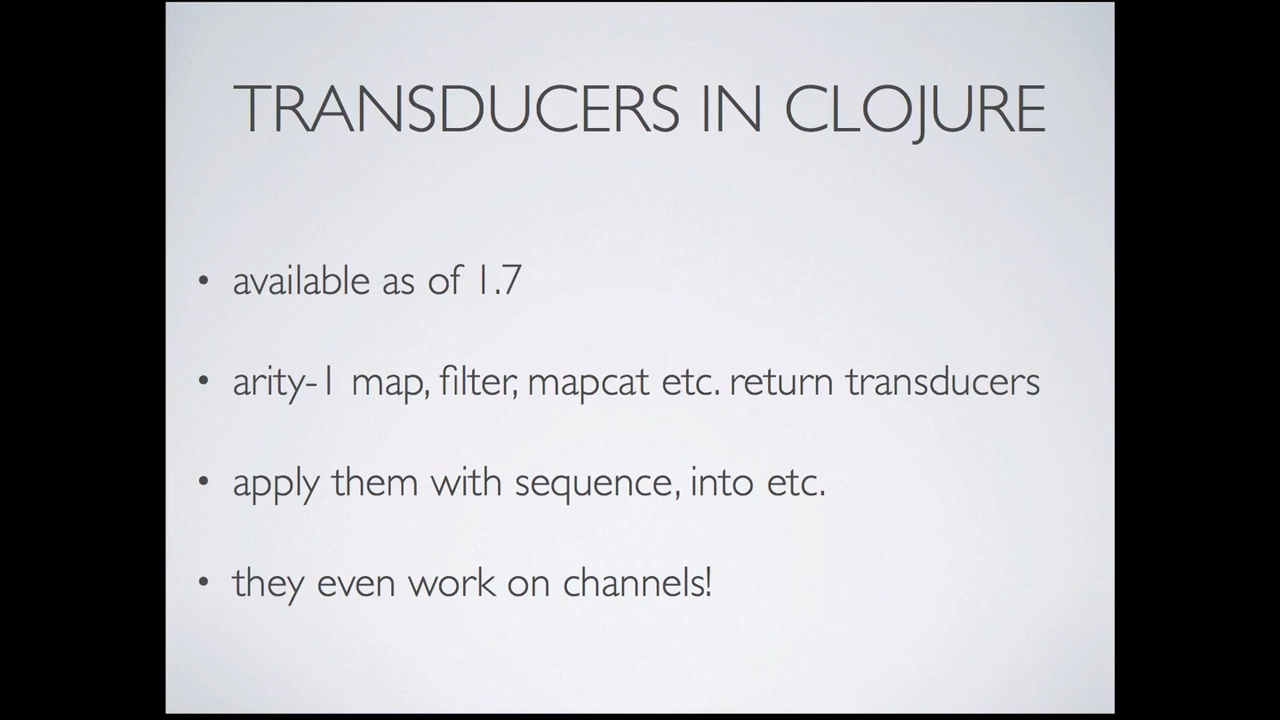 TRANSDUCERS IN CLOJURE
• available as of 1.7
• arity-1 map, filter, mapcat etc. return transducers
• apply them with sequence, into etc.
• they even work on channels!